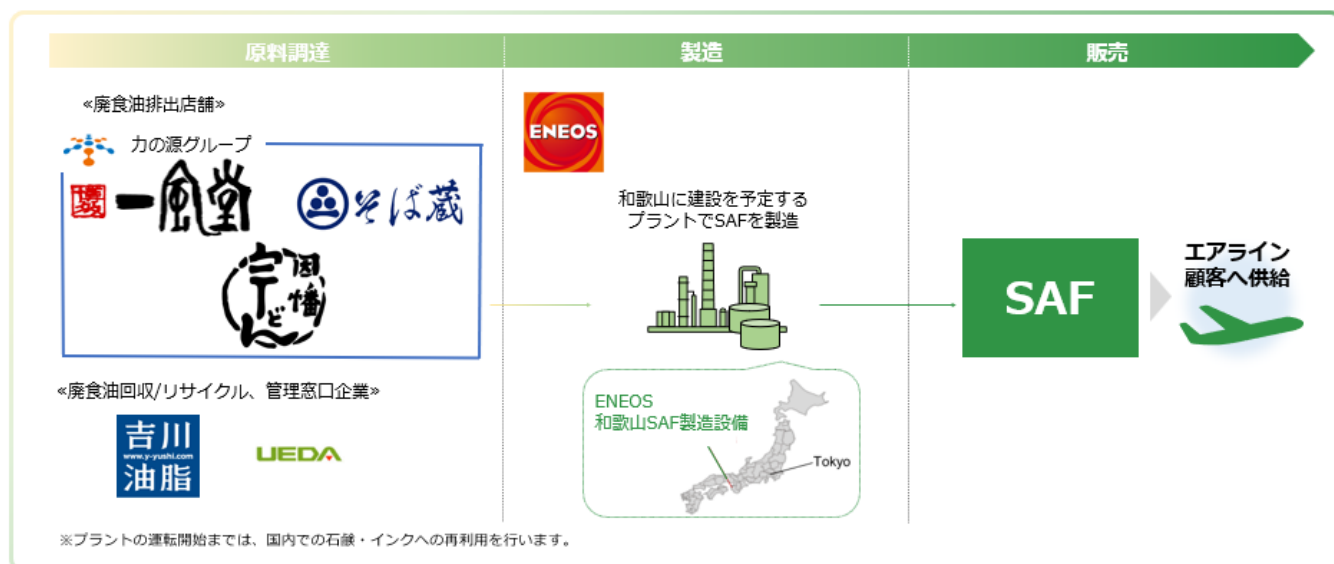 原料調達
製造
販売
≪廃食油排出店舗≫
力の源グループ
博多
一風堂
そば蔵
因幡
うどん
≪廃食油回収/リサイクル、管理窓口企業≫
吉川
www.y-yushi.com
油脂
UEDA
※プラントの運転開始までは、国内での石鹸・インクへの再利用を行います。
ENEOS
和歌山に建設を予定する
プラントでSAFを製造
ENEOS
和歌山SAF製造設備
Tokyo
SAF
エアライン
顧客へ供給